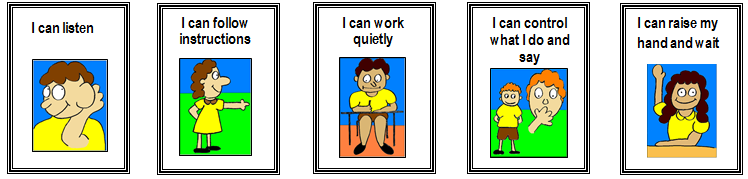 I can listen
I can follow
instructions
I can work
quietly
I can control
what I do and
say
I can raise my
hand and wait